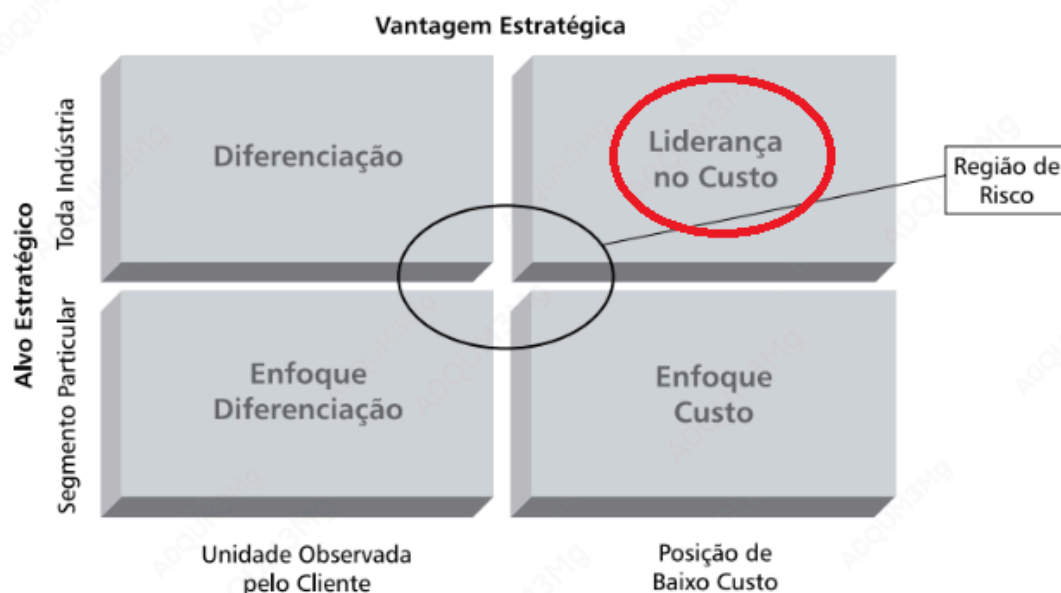 Vantagem Estratégica
Alvo Estratégico
Toda Indústria
Diferenciação
Liderança
no Custo
Região de
Risco
Segmento Particular
Enfoque
Diferenciação
Enfoque
Custo
Unidade Observada
pelo Cliente
Posição de
Baixo Custo